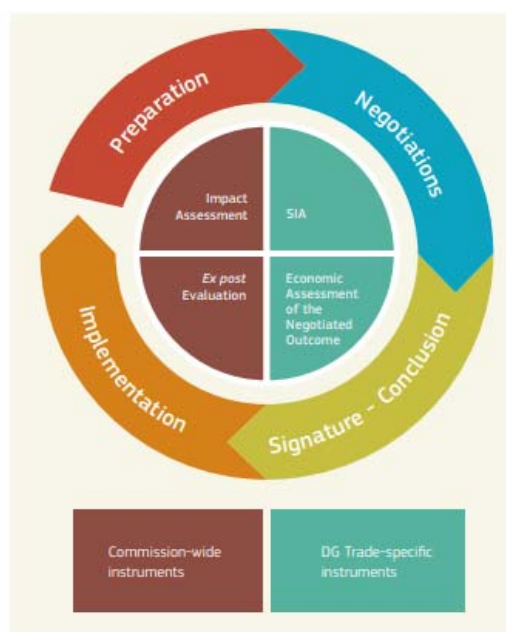 Preparation
Negotiations
Impact
Assessment
SIA
Ex post
Evaluation
Economic
Assessment
of the
Negotiated
Outcome
Implementation
Signature - Conclusion
Commission-wide
instruments
DG Trade-specific
instruments